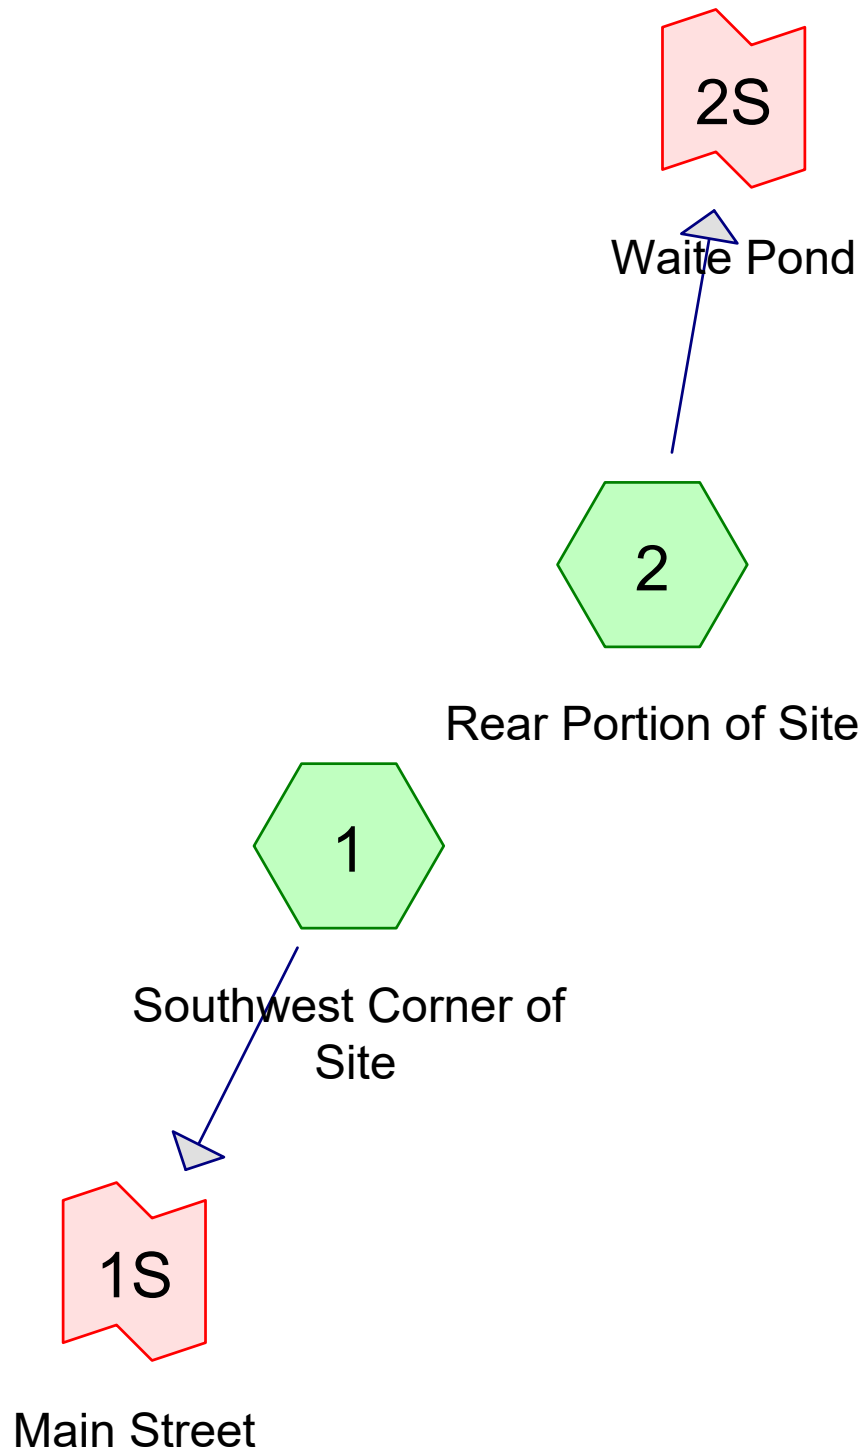 2S
Waite Pond
2
Rear Portion of Site
1
Southwest Corner of
Site
1S
Main Street